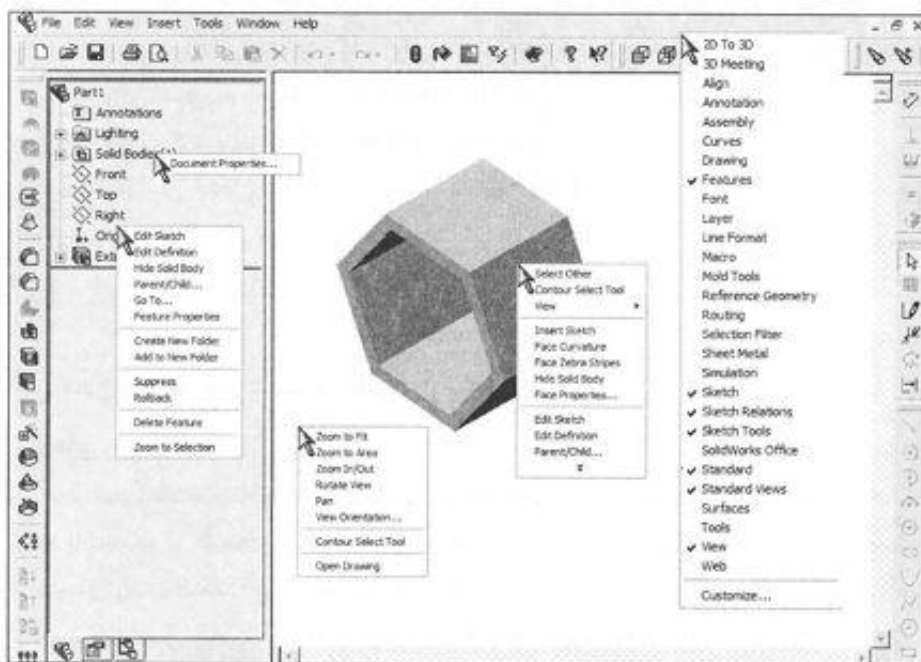 File Edit View Insert Tools Window Help
Part1
Annotations
Lighting
Solid Bodies(1)
Document Properties...
Front
Top
Right
Edit Sketch
Edit Definition
Hide Solid Body
Parent/Child...
Go To...
Feature Properties
Create New Folder
Add to New Folder
Suppress
Rollback
Delete Feature
Zoom to Selection
Zoom to Fit
Zoom to Area
Zoom In/Out
Rotate View
Pan
View Orientation...
Contour Select Tool
Open Drawing
Select Other
Contour Select Tool
View
Insert Sketch
Face Curvature
Face Zebra Stripes
Hide Solid Body
Face Properties...
Edit Sketch
Edit Definition
Parent/Child...
2D To 3D
3D Meeting
Align
Annotation
Assembly
Curves
Drawing
Features
Font
Layer
Line Format
Macro
Mold Tools
Reference Geometry
Routing
Selection Filter
Sheet Metal
Simulation
Sketch
Sketch Relations
Sketch Tools
SolidWorks Office
Standard
Standard Views
Surfaces
Tools
View
Web
Customize...